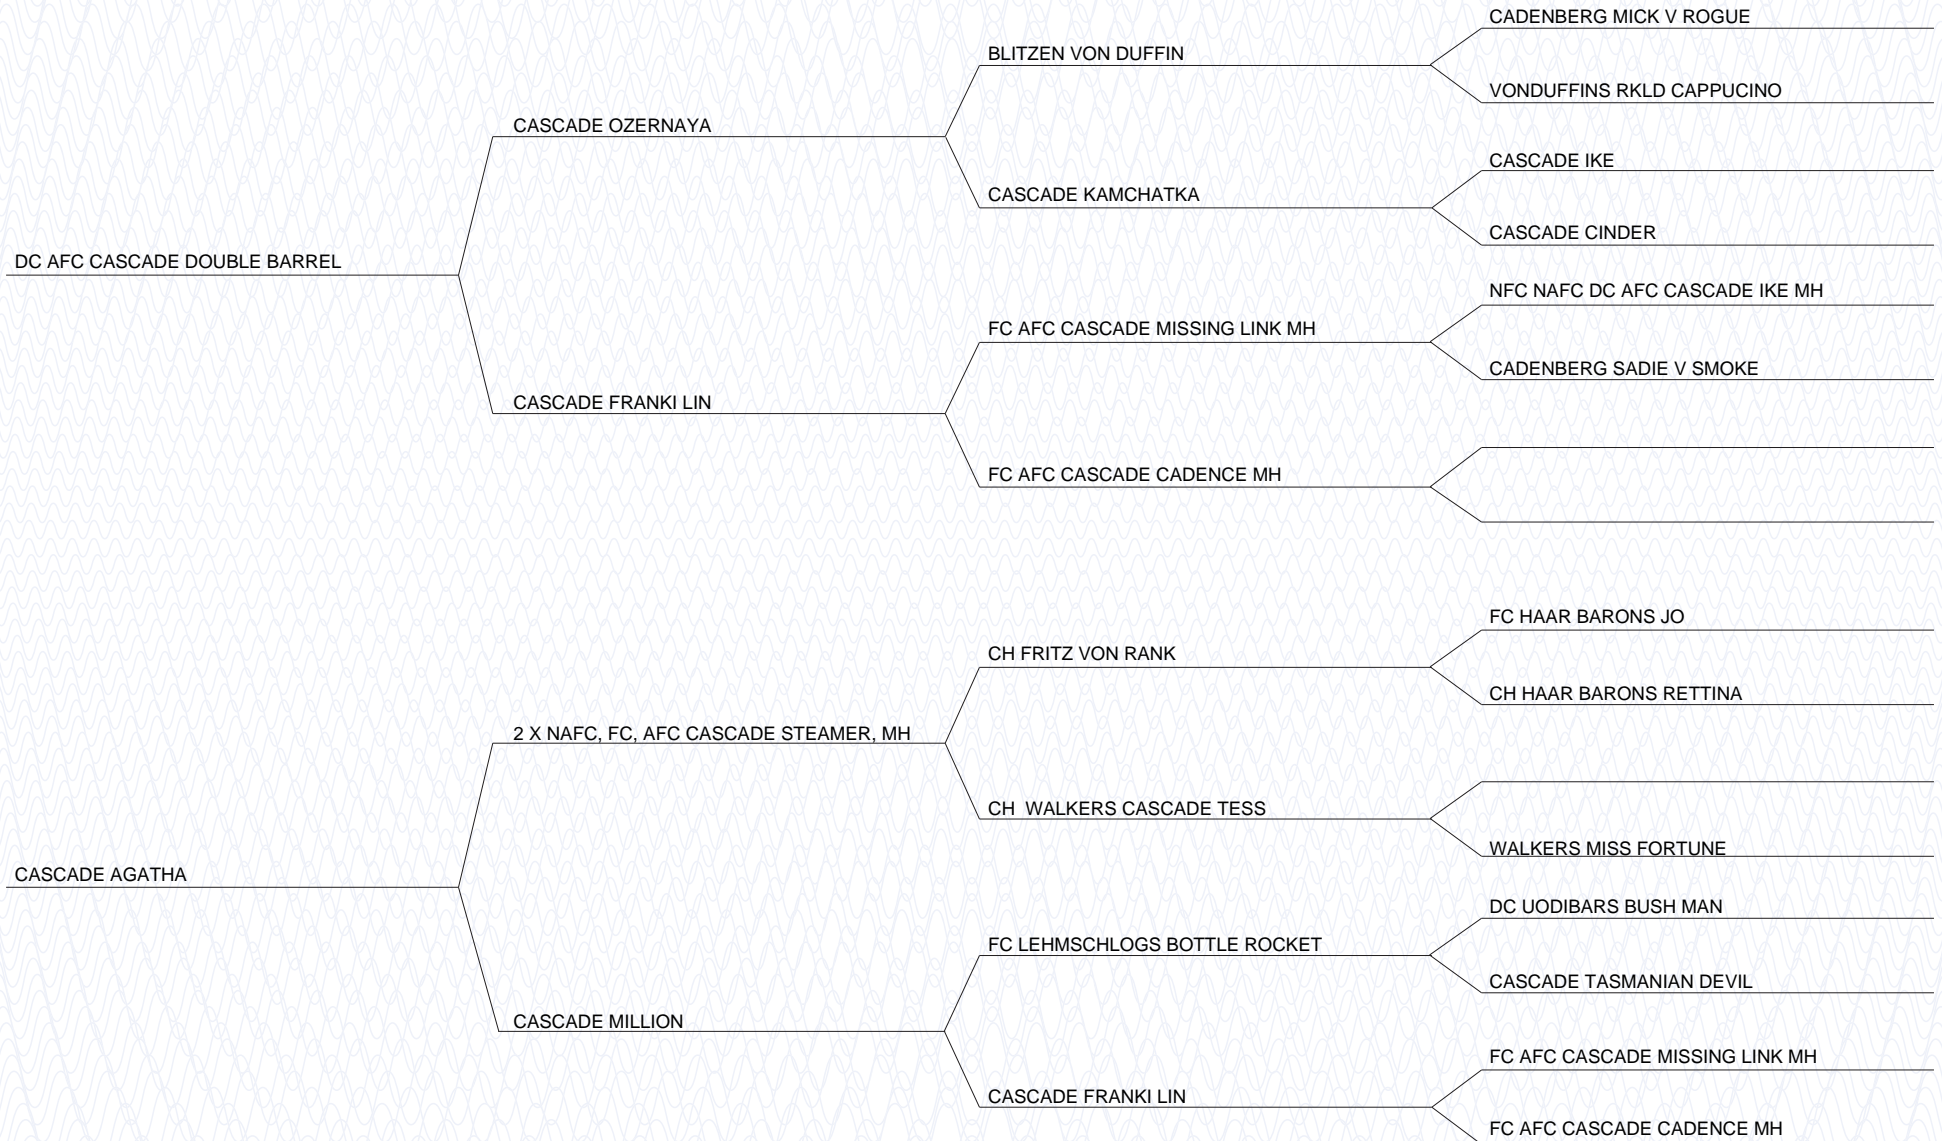 CADENBERG MICK V ROGUE
BLITZEN VON DUFFIN
VONDUFFINS RKLD CAPPUCINO
CASCADE OZERNAYA
CASCADE IKE
CASCADE KAMCHATKA
CASCADE CINDER
DC AFC CASCADE DOUBLE BARREL
NFC NAFC DC AFC CASCADE IKE MH
FC AFC CASCADE MISSING LINK MH
CADENBERG SADIE V SMOKE
CASCADE FRANKI LIN
FC AFC CASCADE CADENCE MH
FC HAAR BARONS JO
CH FRITZ VON RANK
CH HAAR BARONS RETTINA
2 X NAFC, FC, AFC CASCADE STEAMER, MH
CH  WALKERS CASCADE TESS
WALKERS MISS FORTUNE
CASCADE AGATHA
DC UODIBARS BUSH MAN
FC LEHMSCHLOGS BOTTLE ROCKET
CASCADE TASMANIAN DEVIL
CASCADE MILLION
FC AFC CASCADE MISSING LINK MH
CASCADE FRANKI LIN
FC AFC CASCADE CADENCE MH